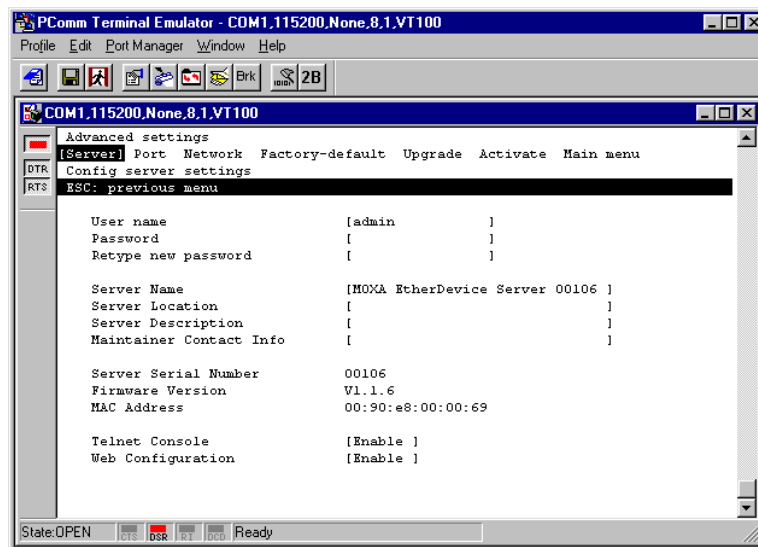 PComm Terminal Emulator - COM1,115200,None,8,1,VT100
Profile Edit Port Manager Window Help
Brk 2B
COM1,115200,None,8,1,VT100
Advanced settings
[Server] Port Network Factory-default Upgrade Activate Main menu
DTR Config server settings
RTS ESC: previous menu
User name [admin ]
Password [ ]
Retype new password [ ]
Server Name [MOXA EtherDevice Server 00106 ]
Server Location [ ]
Server Description [ ]
Maintainer Contact Info [ ]
Server Serial Number 00106
Firmware Version V1.1.6
MAC Address 00:90:e8:00:00:69
Telnet Console [Enable ]
Web Configuration [Enable ]
State:OPEN CTS DSR RI DCD Ready